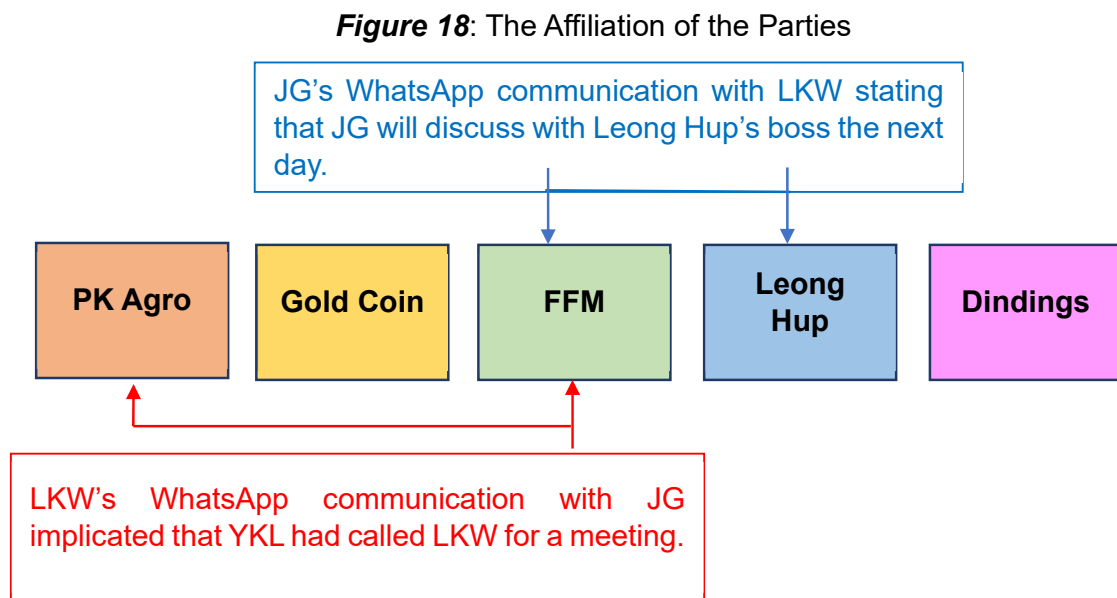 Figure 18: The Affiliation of the Parties
JG’s WhatsApp communication with LKW stating
that JG will discuss with Leong Hup’s boss the next
day.
PK Agro
Gold Coin
FFM
Leong
Hup
Dindings
LKW’s WhatsApp communication with JG
implicated that YKL had called LKW for a meeting.